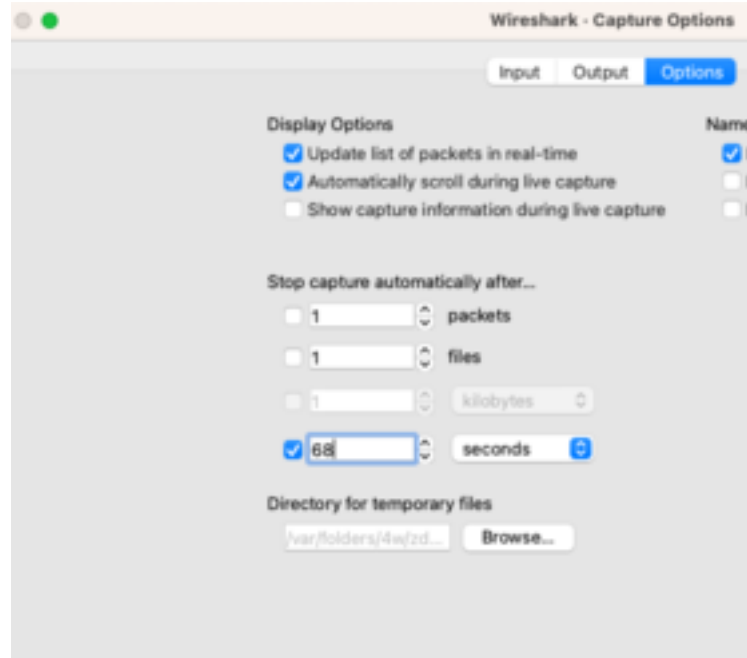 Wireshark - Capture Options
Input Output Options
Display Options
Name
Update list of packets in real-time
Automatically scroll during live capture
Show capture information during live capture
Stop capture automatically after...
1 packets
1 files
1 kilobytes
68 seconds
Directory for temporary files
/var/folders/4w/zd... Browse...